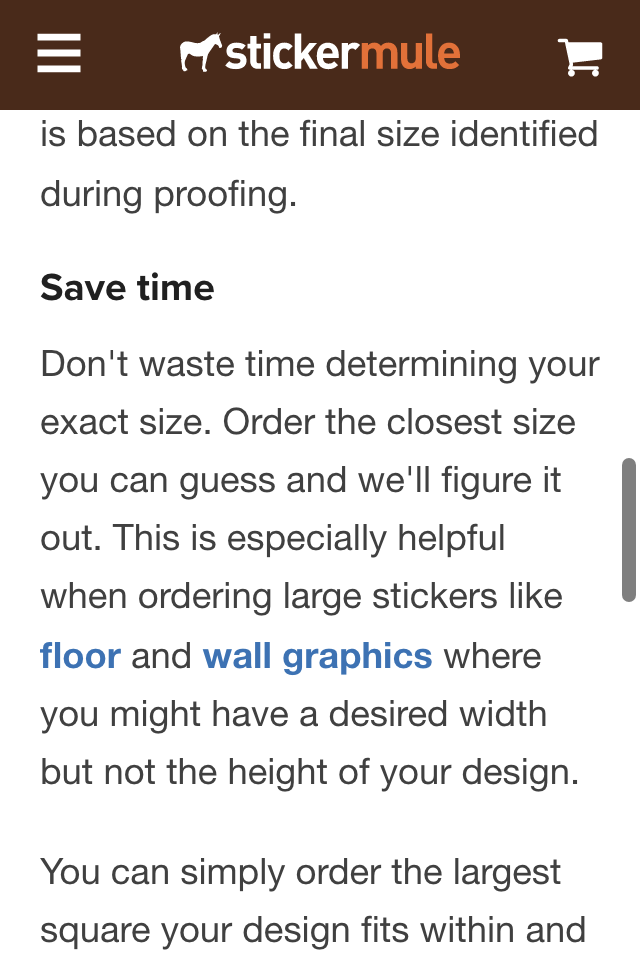 stickermule
is based on the final size identified
during proofing.
Save time
Don't waste time determining your
exact size. Order the closest size
you can guess and we'll figure it
out. This is especially helpful
when ordering large stickers like
floor and wall graphics where
you might have a desired width
but not the height of your design.
You can simply order the largest
square your design fits within and